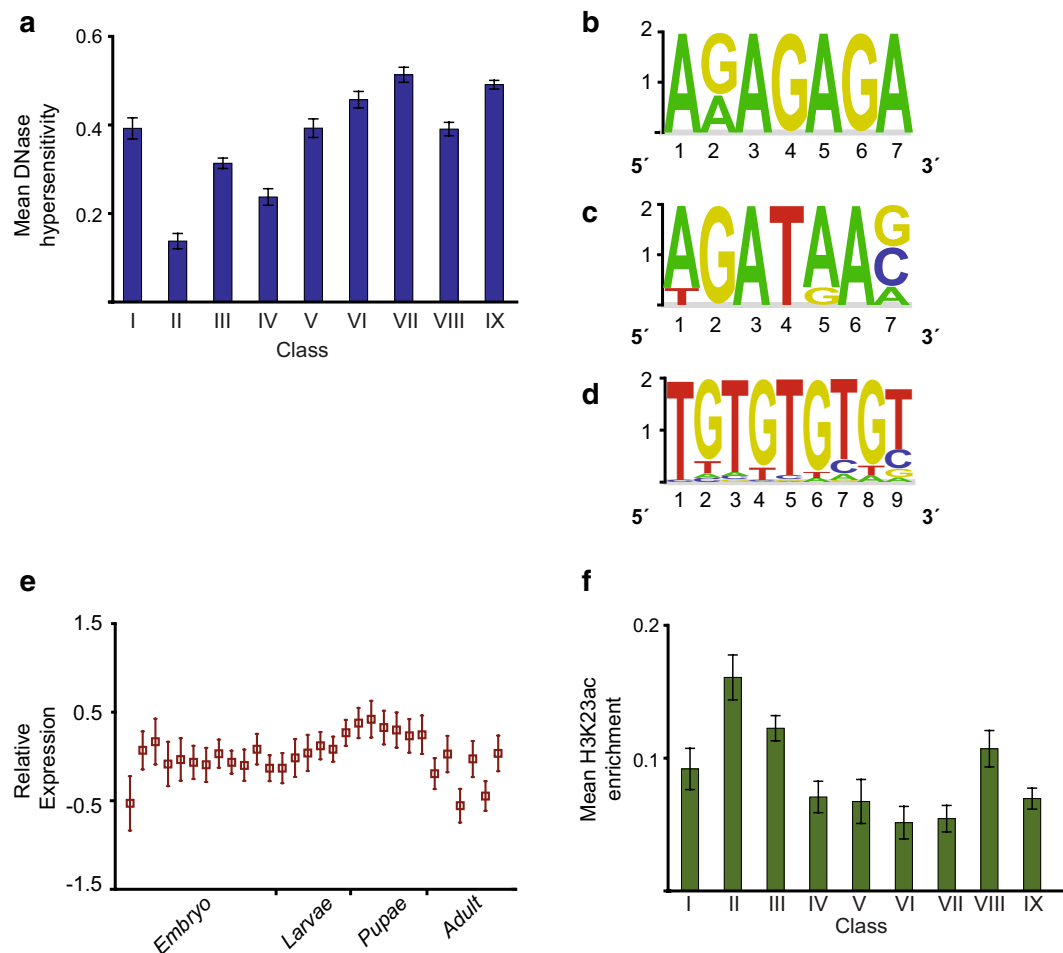 a
0.6
0.4
0.2
Mean DNase
hypersensitivity
I II III IV V VI VII VIII IX
Class
b
2
1
AGAGAGA
A
1 2 3 4 5 6 7
5´ 3´
c
2
1
AGATAAG
C
T G A
1 2 3 4 5 6 7
5´ 3´
d
2
1
TGTGTGTGT
1 2 3 4 5 6 7 8 9
5´ 3´
e
1.5
0.5
-0.5
-1.5
Relative
Expression
Embryo Larvae Pupae Adult
f
0.2
0.1
Mean H3K23ac
enrichment
I II III IV V VI VII VIII IX
Class